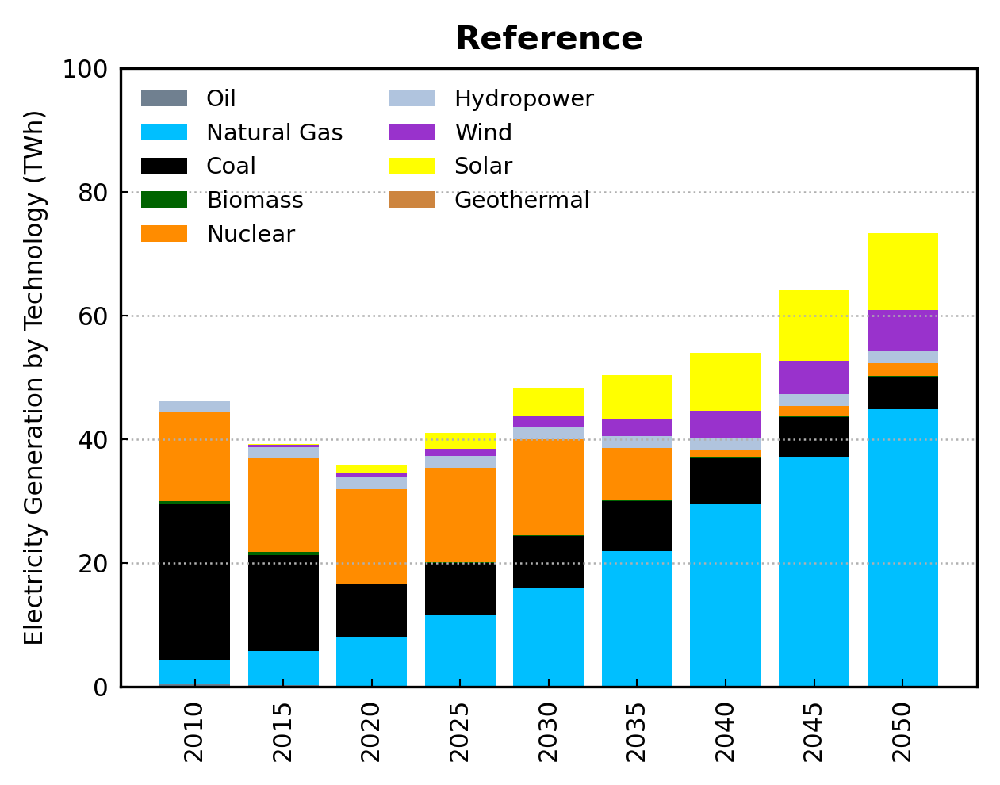 Reference
Electricity Generation by Technology (TWh)
100
80
60
40
20
0
Oil
Natural Gas
Coal
Biomass
Nuclear
Hydropower
Wind
Solar
Geothermal
2010
2015
2020
2025
2030
2035
2040
2045
2050